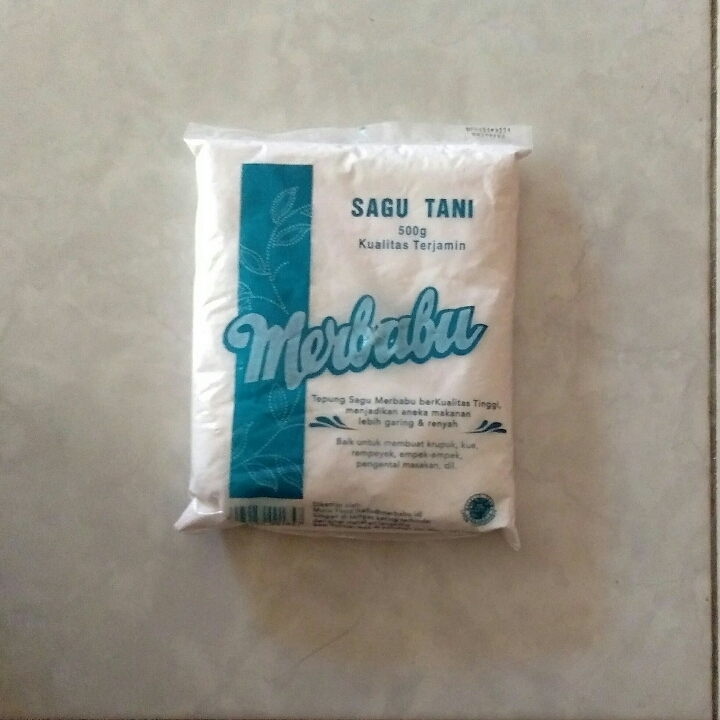 SAGU TANI
500g
Kualitas Terjamin
Merbabu
Tepung Sagu Merbabu berKualitas Tinggi,
menjadikan aneka makanan
lebih garing & renyah
Baik untuk membuat krupuk, kue,
rempeyek, empek-empek,
pengental masakan, dll.